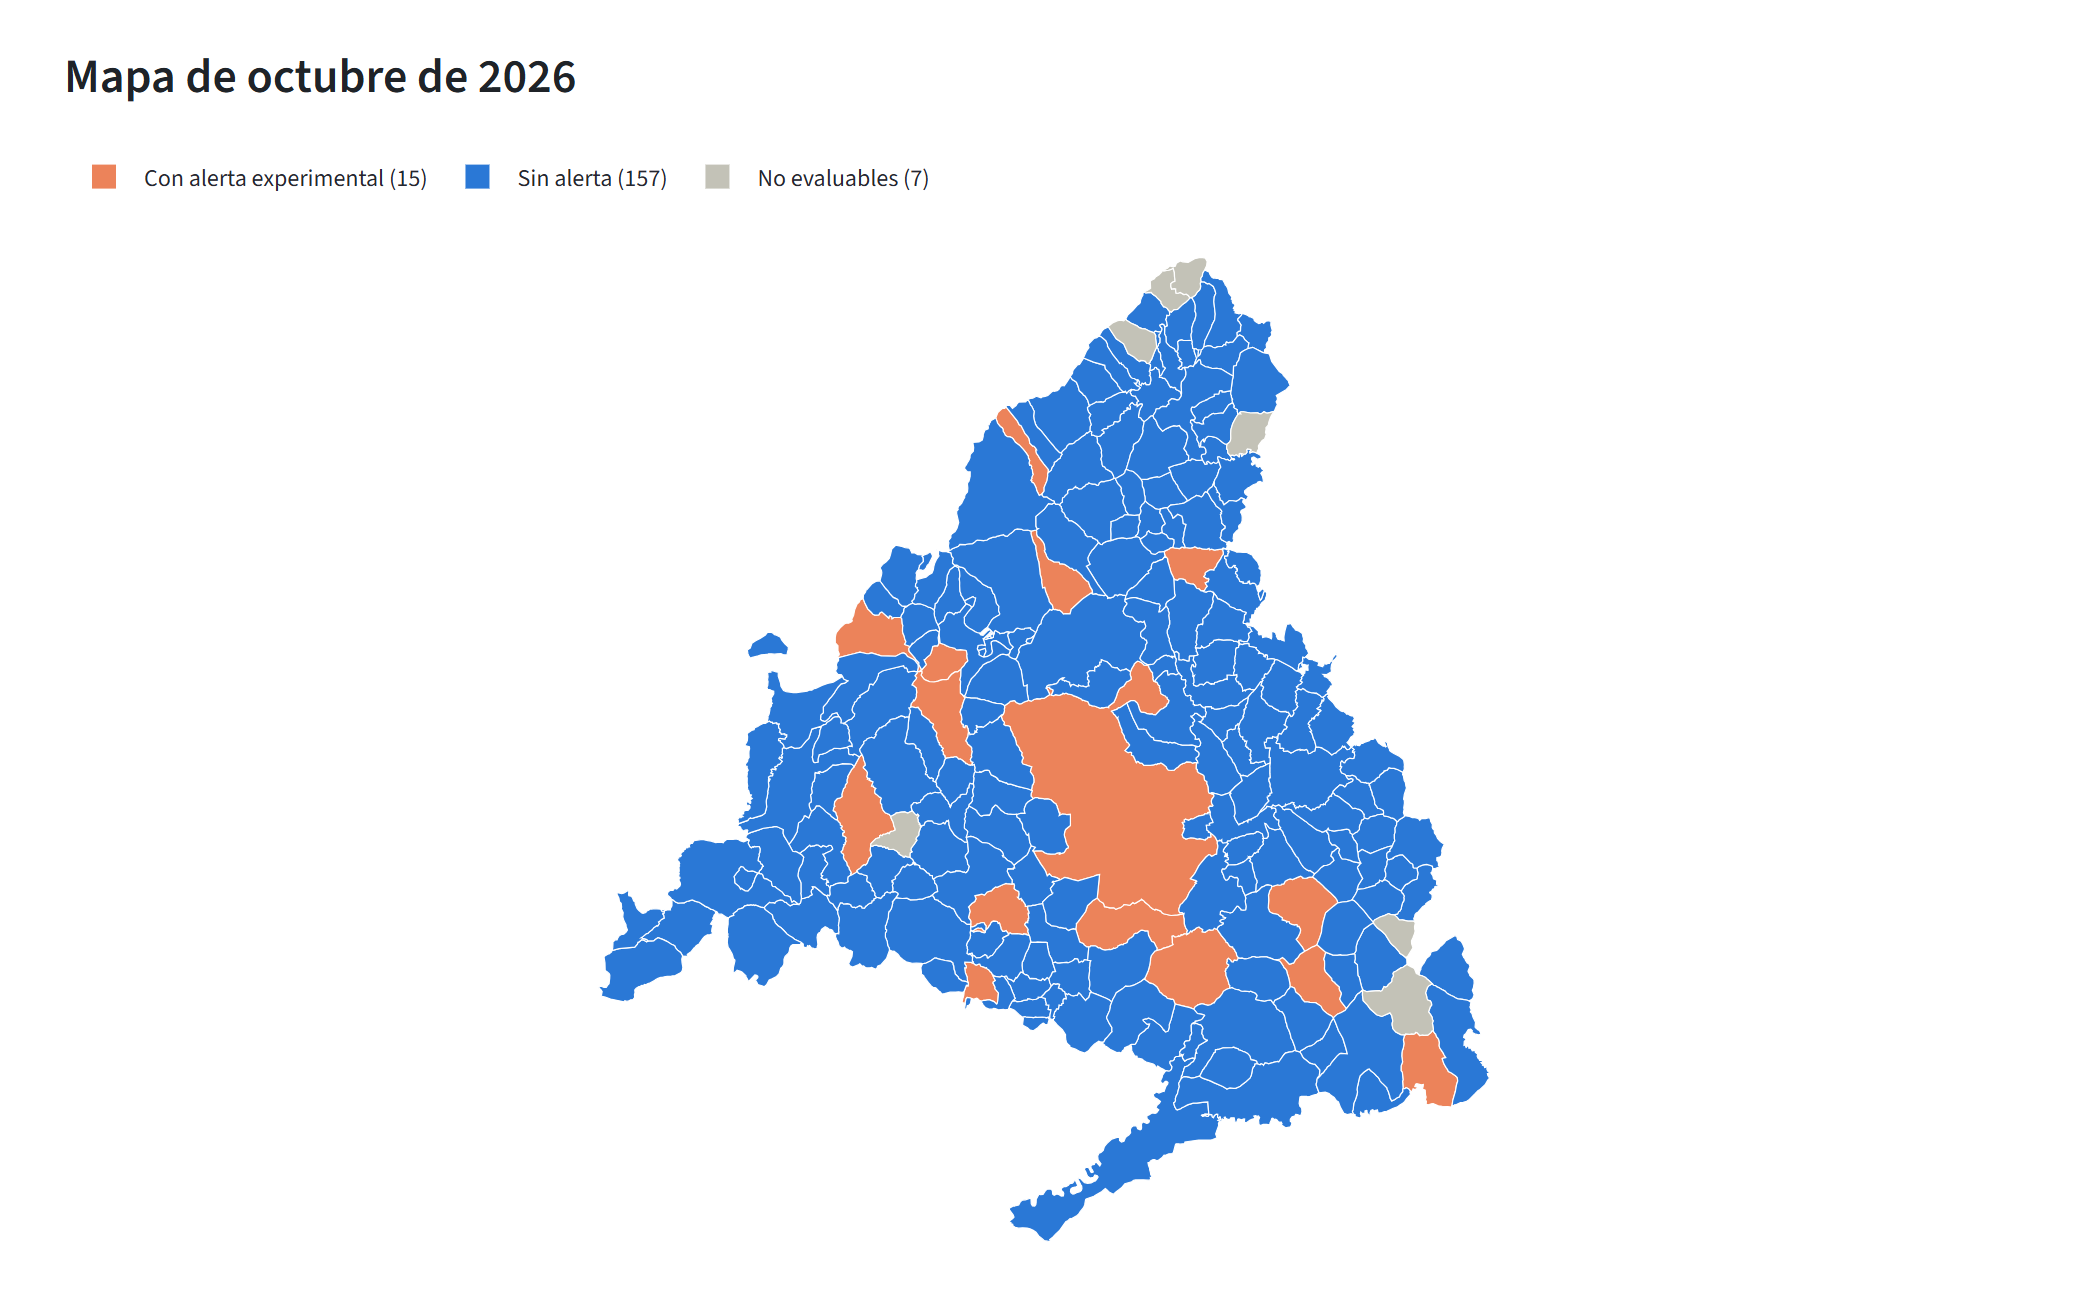 Mapa de octubre de 2026
Con alerta experimental (15) Sin alerta (157) No evaluables (7)